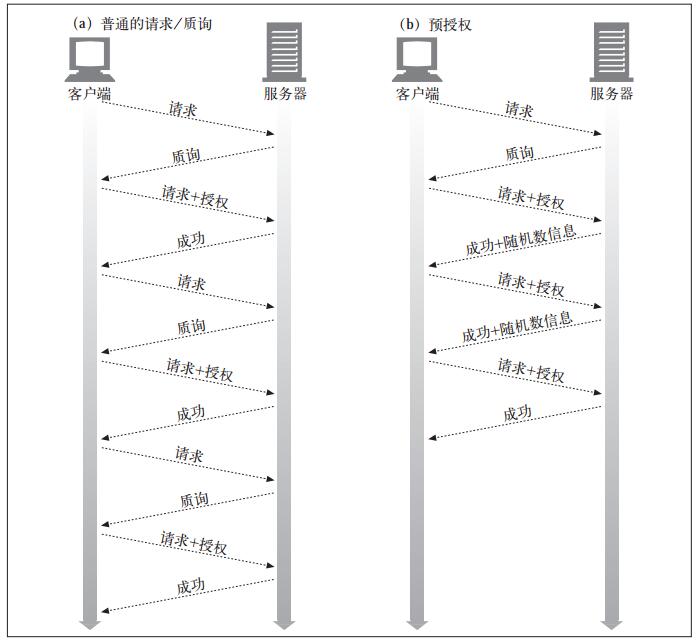 (a) 普通的请求/质询
客户端
服务器
请求
质询
请求+授权
成功
请求
质询
请求+授权
成功
请求
质询
请求+授权
成功
(b) 预授权
客户端
服务器
请求
质询
请求+授权
成功+随机数信息
请求+授权
成功+随机数信息
请求+授权
成功